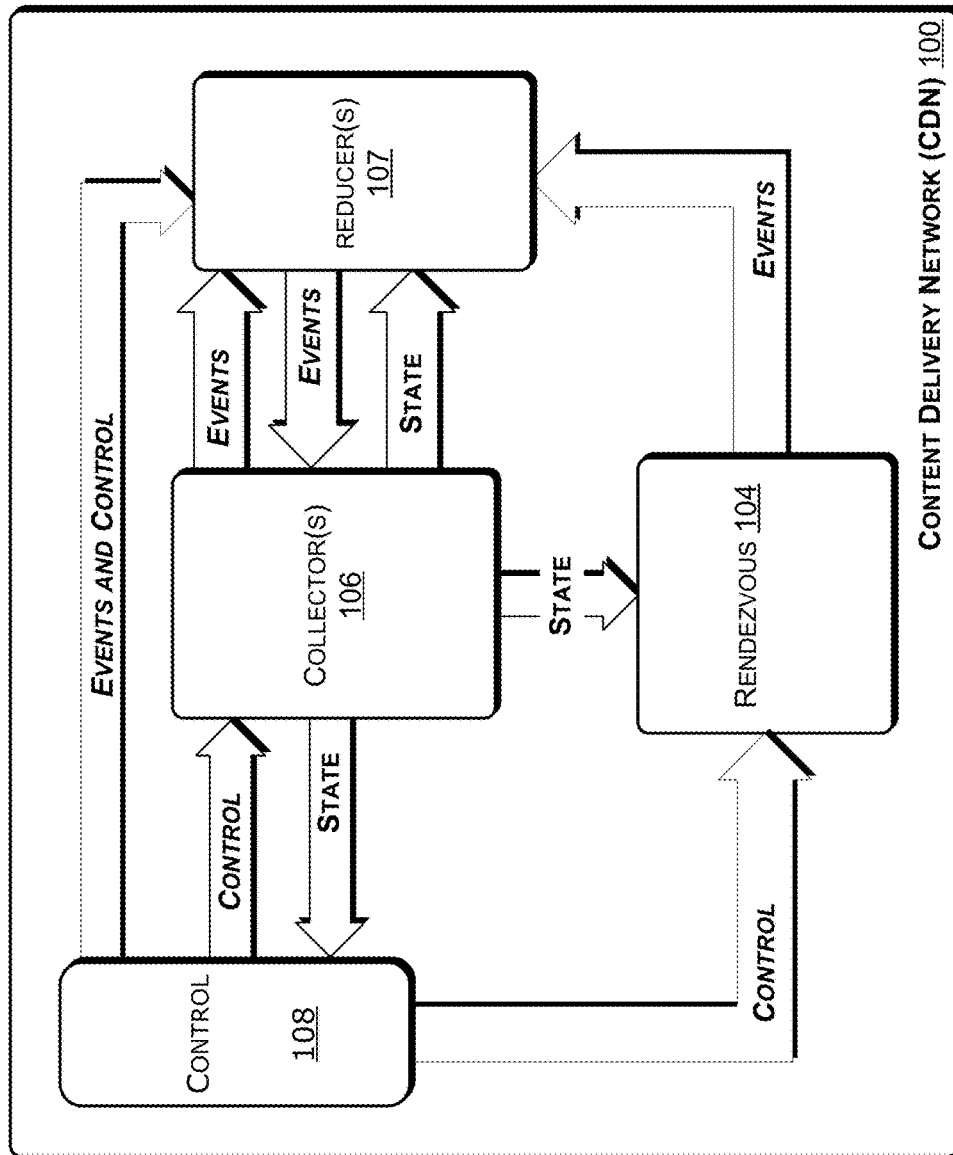 EVENTS AND CONTROL
CONTROL
108
CONTROL
STATE
COLLECTOR(S)
106
EVENTS
EVENTS
STATE
REDUCER(S)
107
STATE
CONTROL
RENDEZVOUS 104
EVENTS
CONTENT DELIVERY NETWORK (CDN) 100